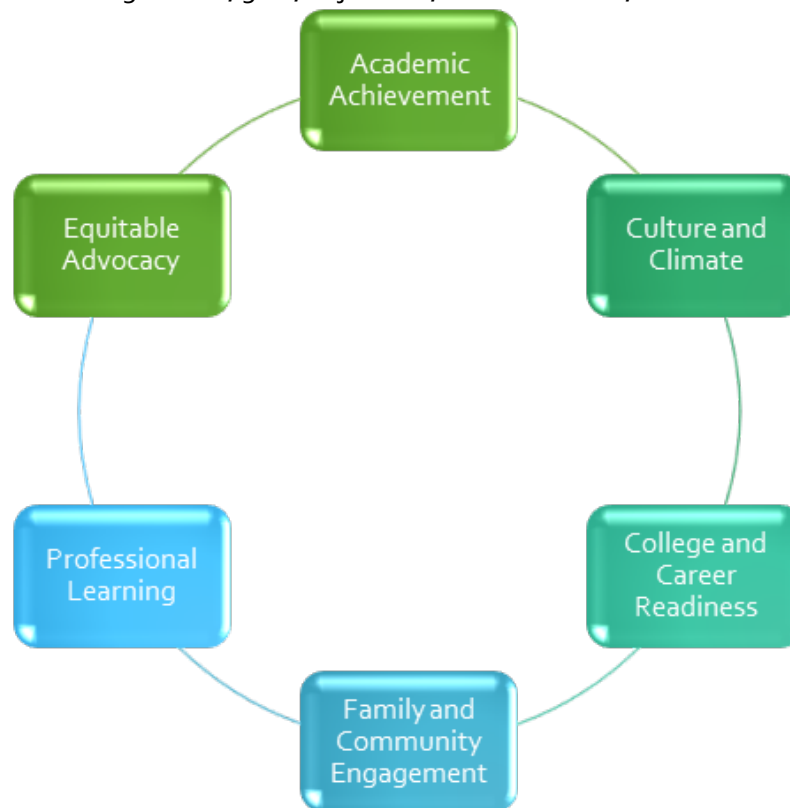 Academic
Achievement
Culture and
Climate
College and
Career
Readiness
Family and
Community
Engagement
Professional
Learning
Equitable
Advocacy